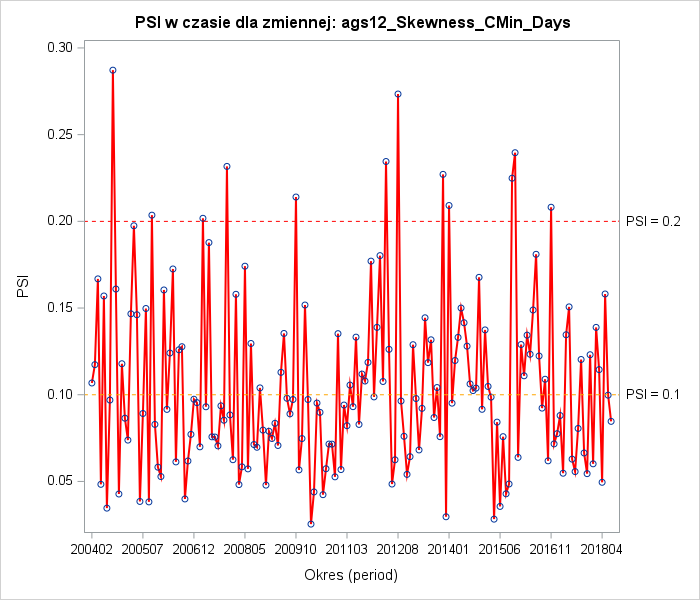 PSI w czasie dla zmiennej: ags12_Skewness_CMin_Days
0.30
0.25
0.20
PSI = 0.2
PSI
0.15
0.10
PSI = 0.1
0.05
200402 200507 200612 200805 200910 201103 201208 201401 201506 201611 201804
Okres (period)